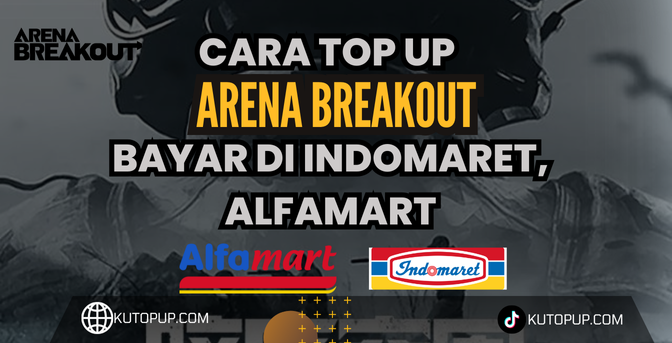 ARENA
BREAKOUT
CARA TOP UP
ARENA BREAKOUT
BAYAR DI INDOMARET,
ALFAMART
Alfamart
Indomaret
KUTOPUP.COM
KUTOPUP.COM